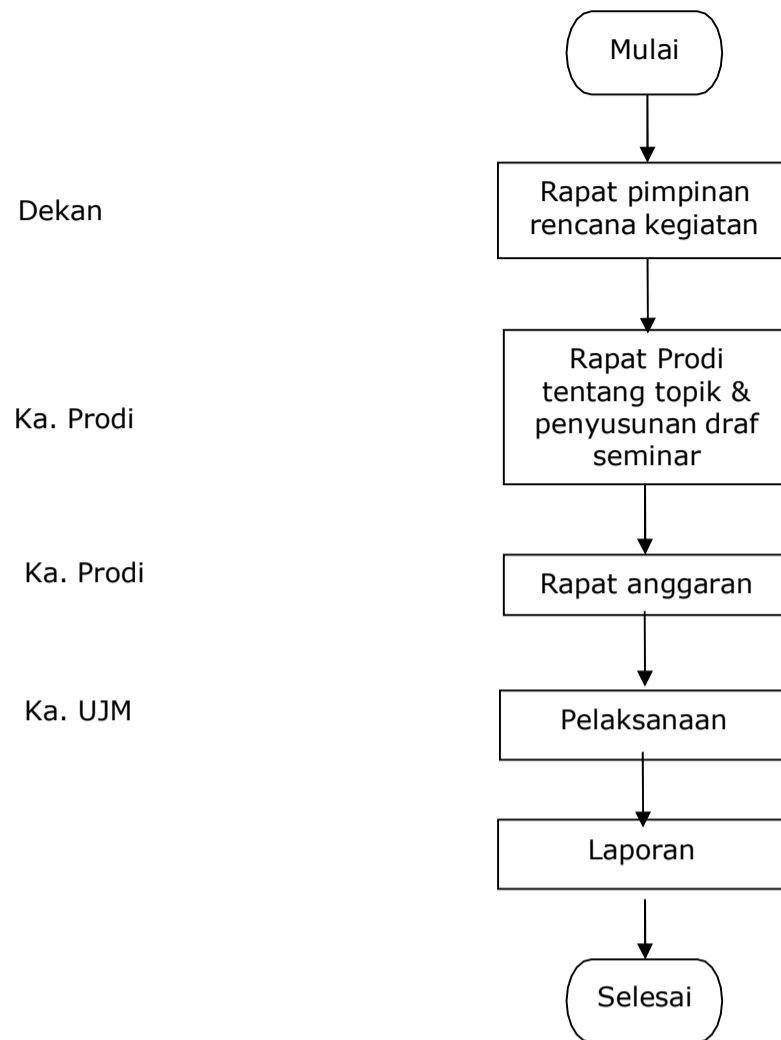 Mulai
Dekan
Rapat pimpinan
rencana kegiatan
Ka. Prodi
Rapat Prodi
tentang topik &
penyusunan draf
seminar
Ka. Prodi
Rapat anggaran
Ka. UJM
Pelaksanaan
Laporan
Selesai